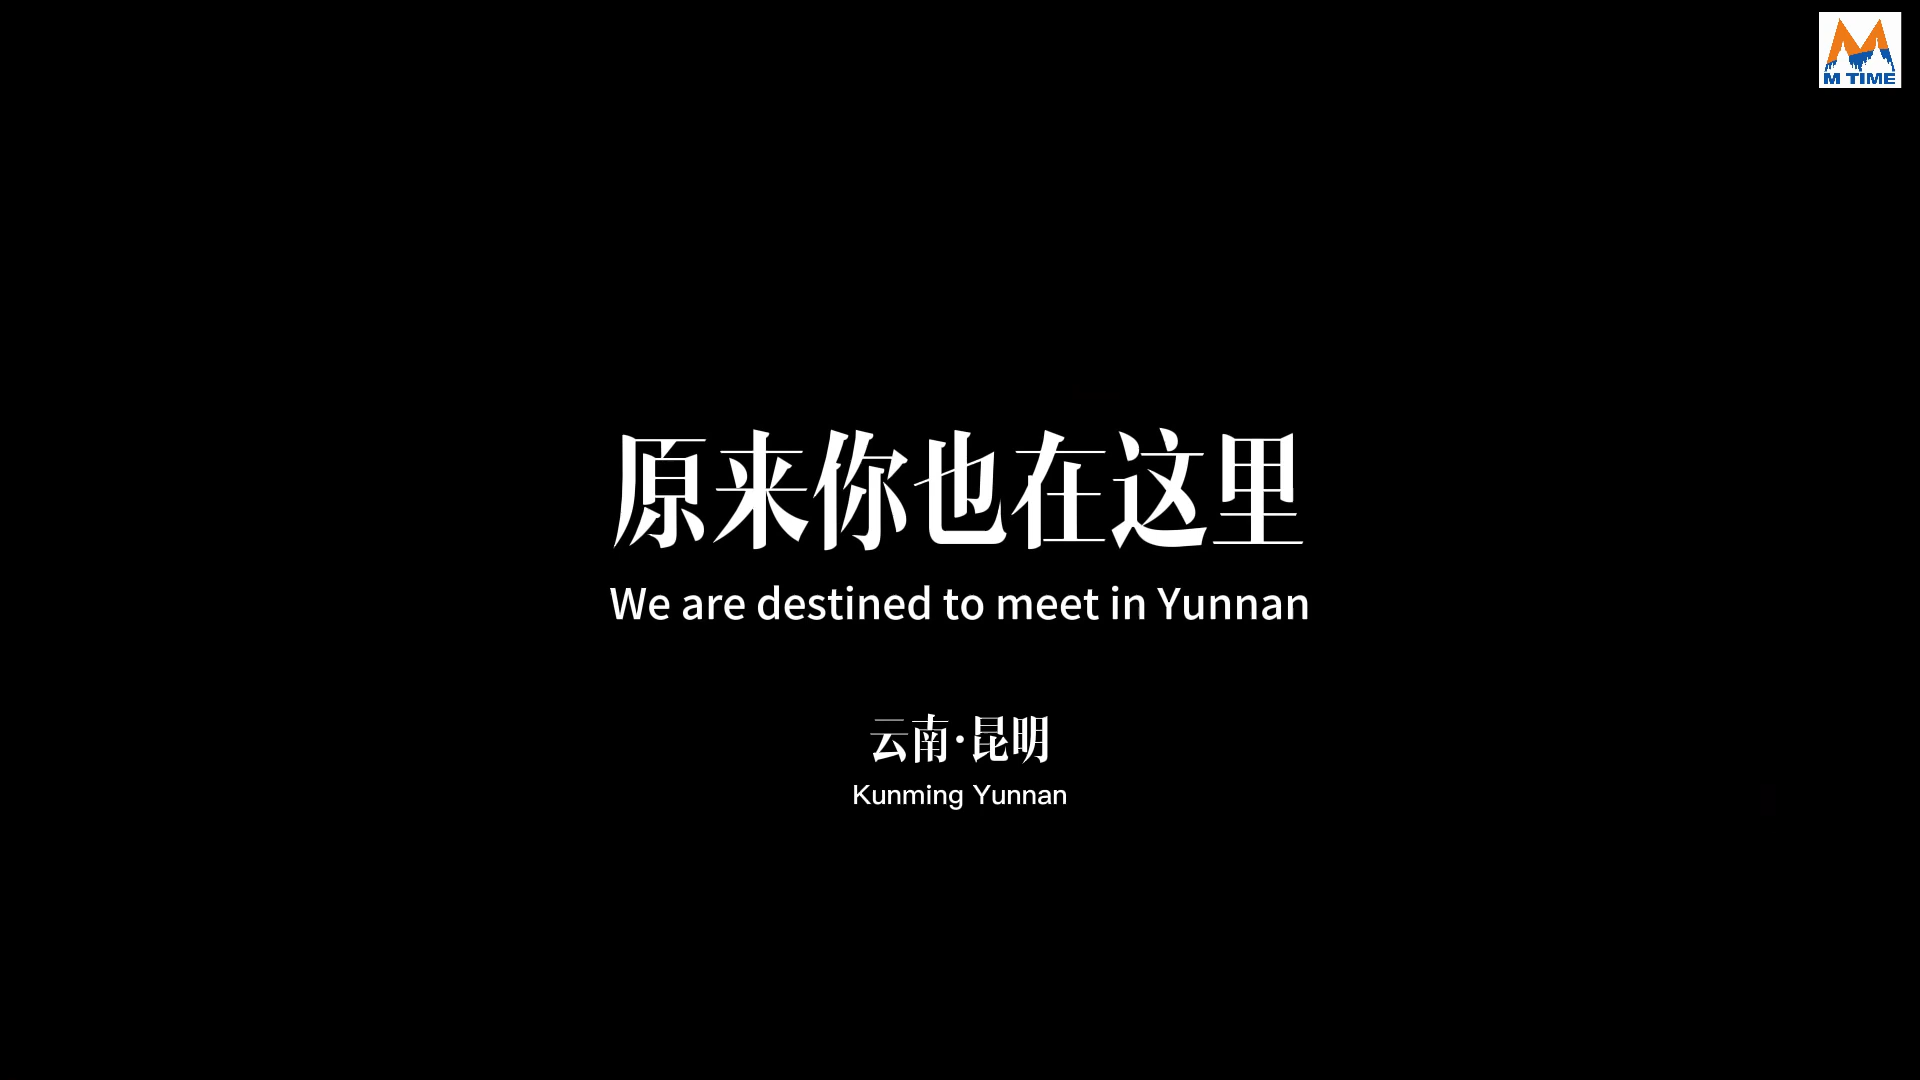 M TIME
原来你也在这里
We are destined to meet in Yunnan
云南·昆明
Kunming Yunnan